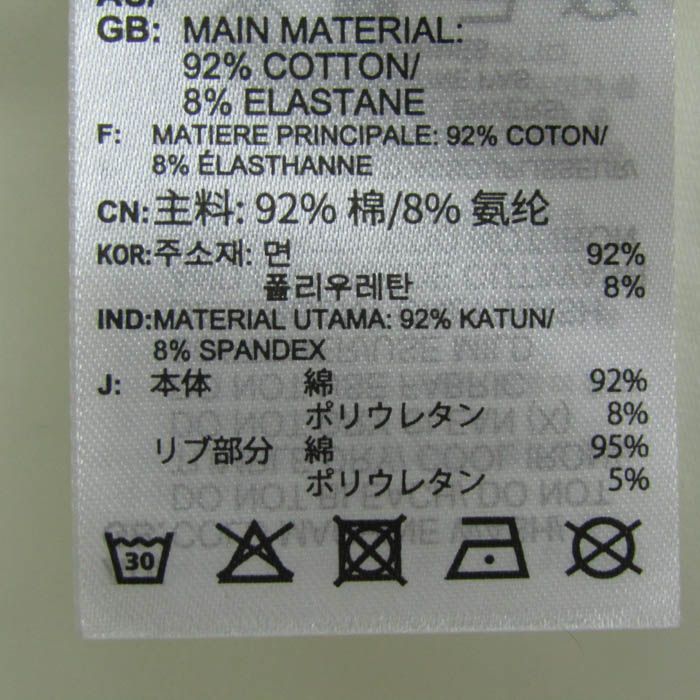 GB: MAIN MATERIAL:
92% COTTON/
8% ELASTANE
F: MATIERE PRINCIPALE: 92% COTON/
8% ÉLASTHANNE
CN: 主料: 92% 棉/8% 氨纶
KOR: 주소재: 면 92%
폴리우레탄 8%
IND: MATERIAL UTAMA: 92% KATUN/
8% SPANDEX
J: 本体 綿 92%
ポリウレタン 8%
リブ部分 綿 95%
ポリウレタン 5%
30